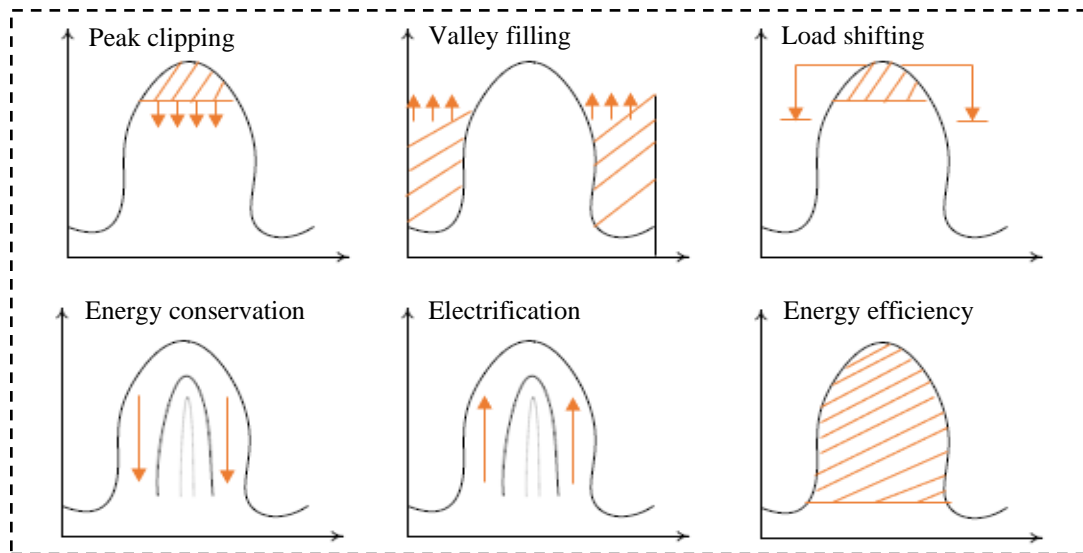 Peak clipping
Valley filling
Load shifting
Energy conservation
Electrification
Energy efficiency